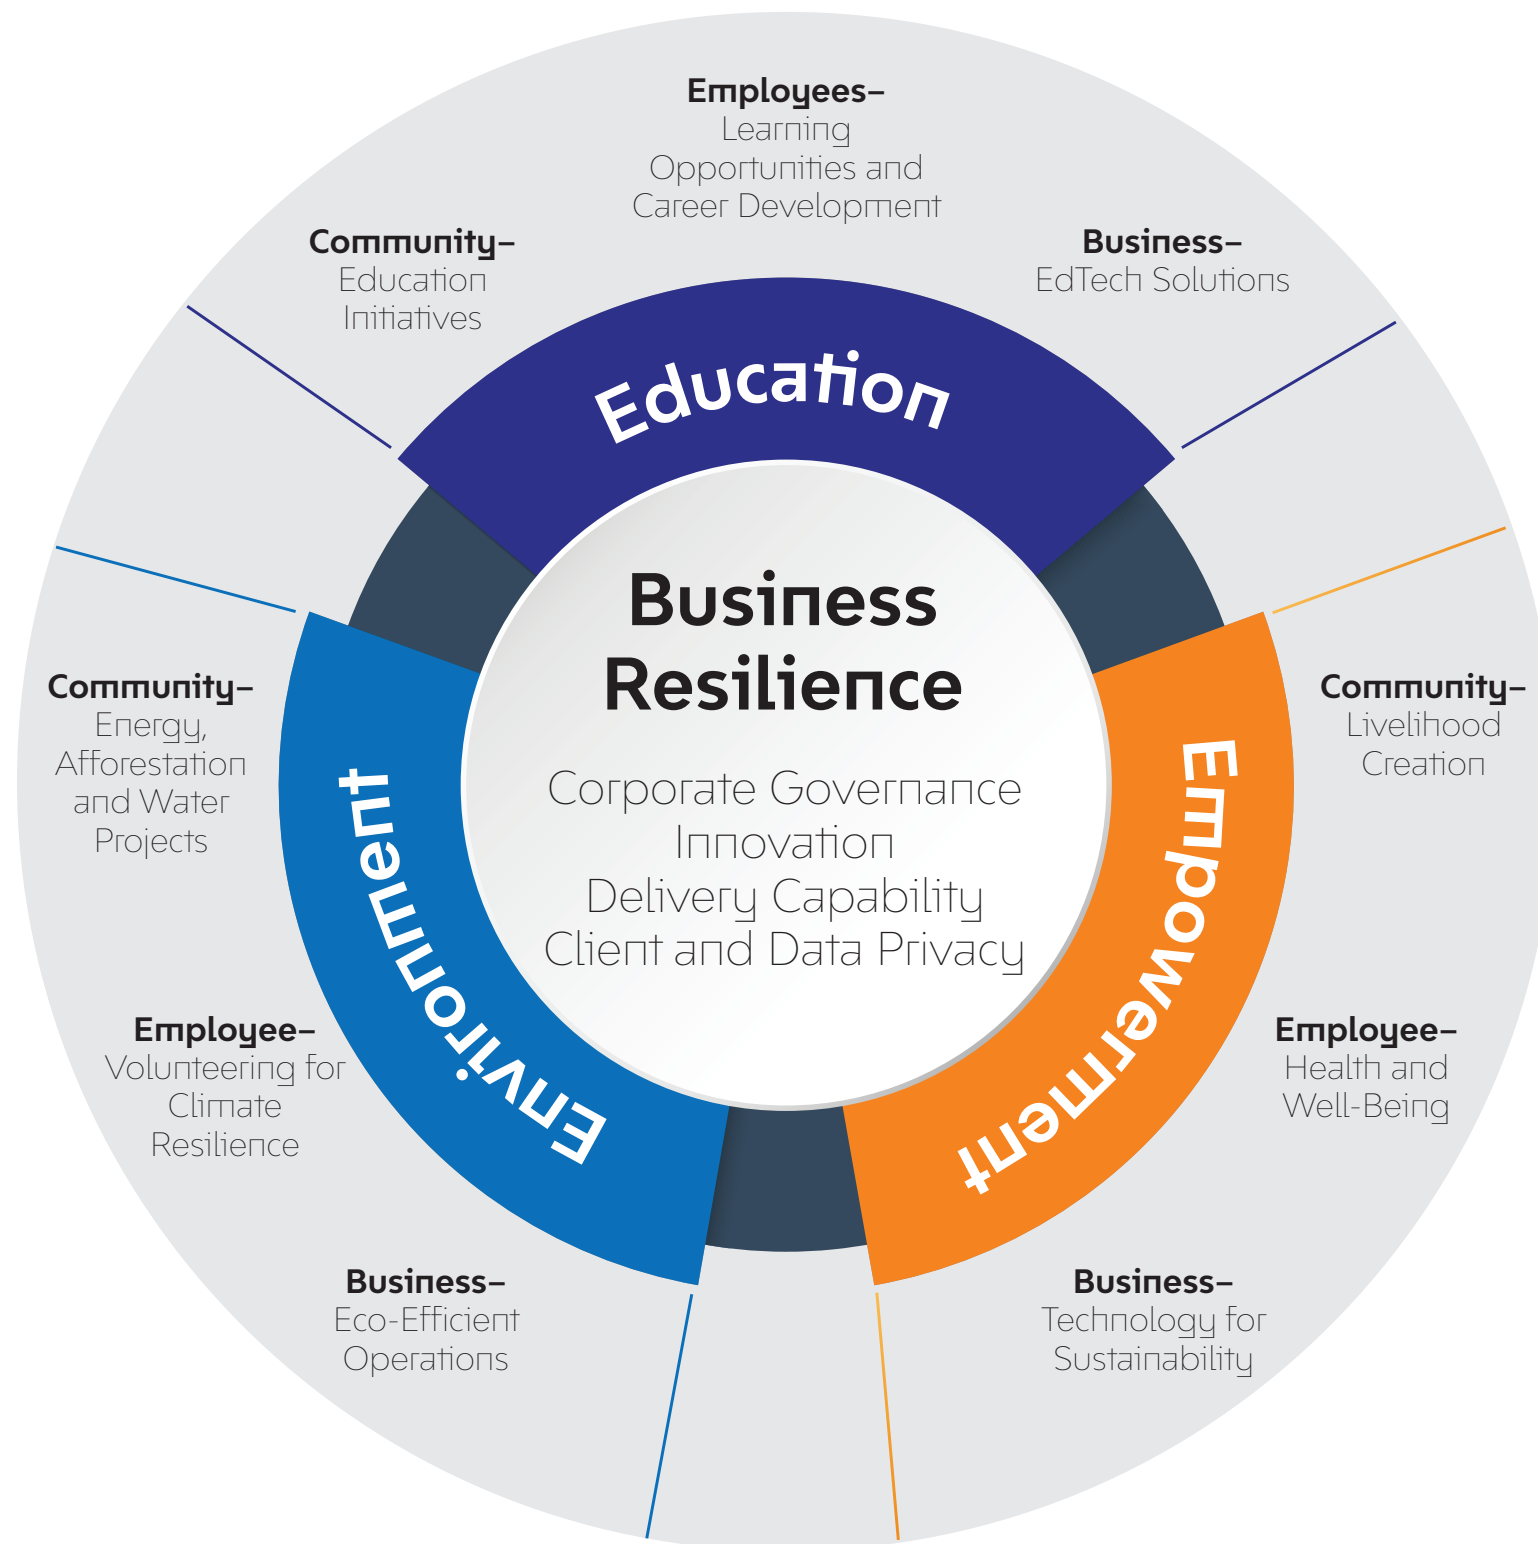 Employees–
Learning
Opportunities and
Career Development
Community–
Education
Initiatives
Business–
EdTech Solutions
Education
Business
Resilience
Corporate Governance
Innovation
Delivery Capability
Client and Data Privacy
Environment
Empowerment
Community–
Energy,
Afforestation
and Water
Projects
Employee–
Volunteering for
Climate
Resilience
Business–
Eco-Efficient
Operations
Community–
Livelihood
Creation
Employee–
Health and
Well-Being
Business–
Technology for
Sustainability